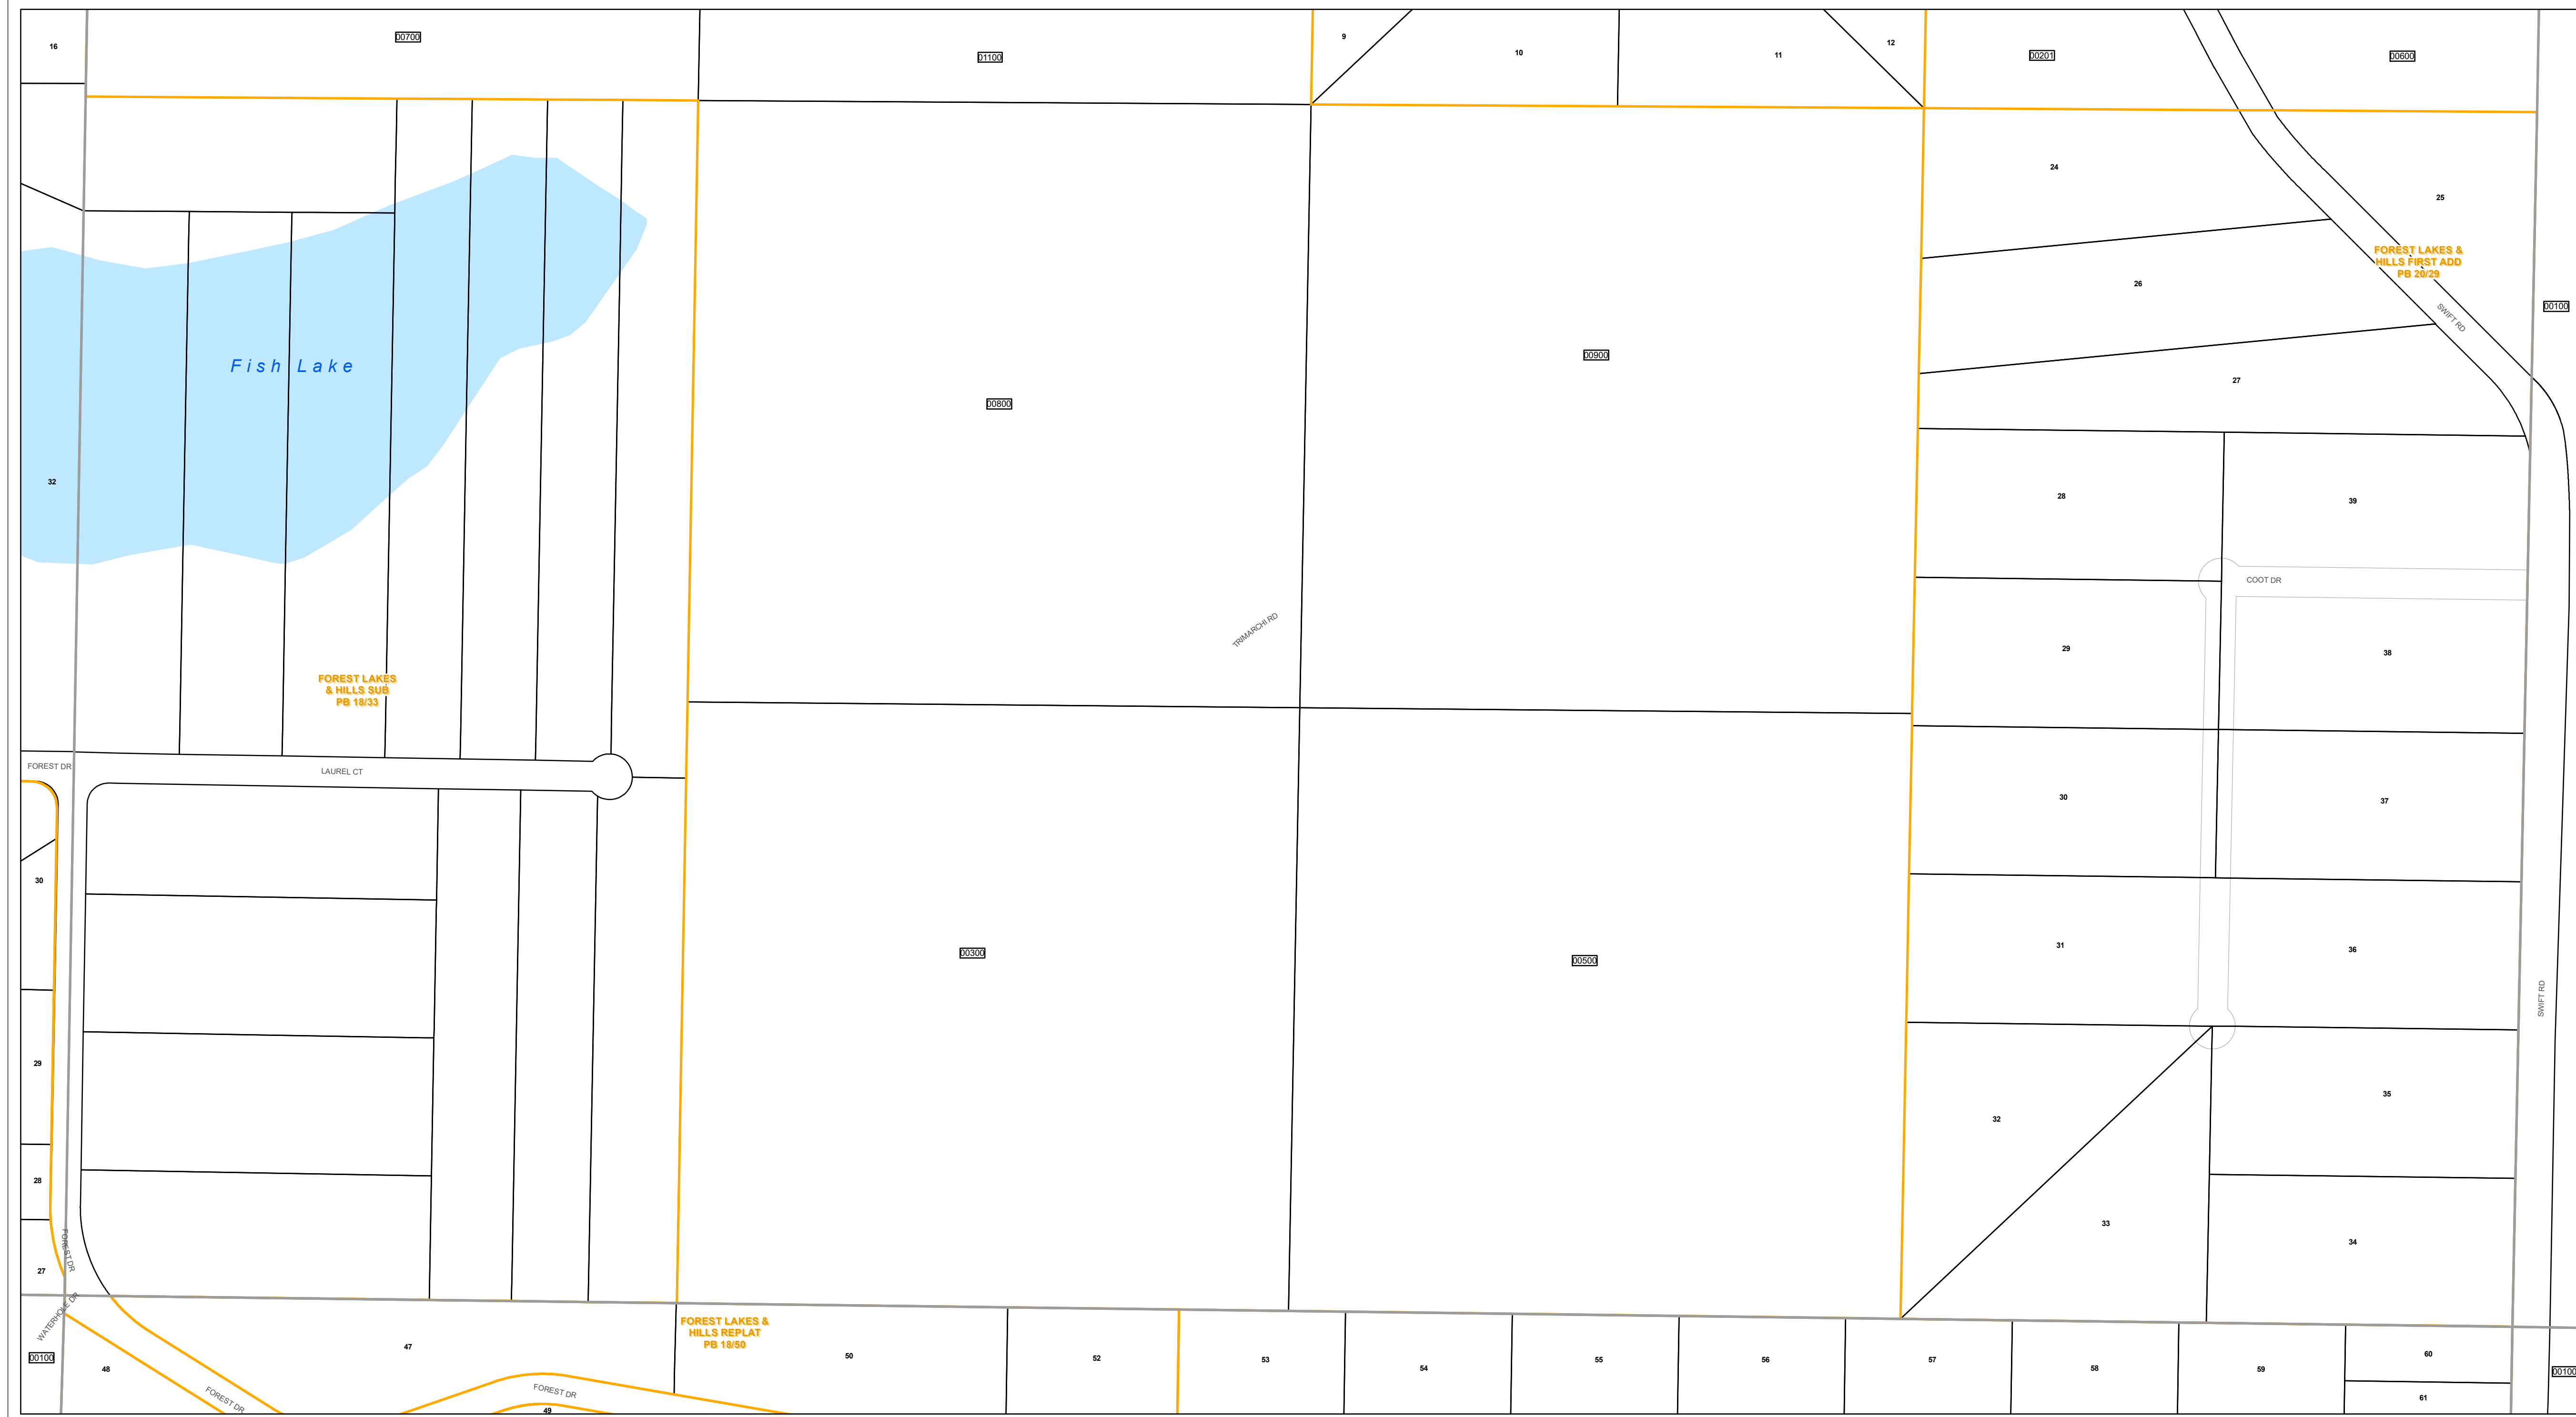 16
00700
01100
9
10
11
12
00201
00600
24
25
FOREST LAKES &
HILLS FIRST ADD
PB 20/29
26
00100
SWIFT RD
Fish Lake
00900
27
00800
32
28
39
COOT DR
TRIMARCHI RD
29
38
FOREST LAKES
& HILLS SUB
PB 18/33
FOREST DR
LAUREL CT
30
37
30
00300
00500
31
36
SWIFT RD
29
32
35
28
33
34
FOREST DR
27
WATERHOLE DR
FOREST LAKES &
HILLS REPLAT
PB 18/50
00100
48
47
50
52
53
54
55
56
57
58
59
60
61
00100
FOREST DR
FOREST DR
49